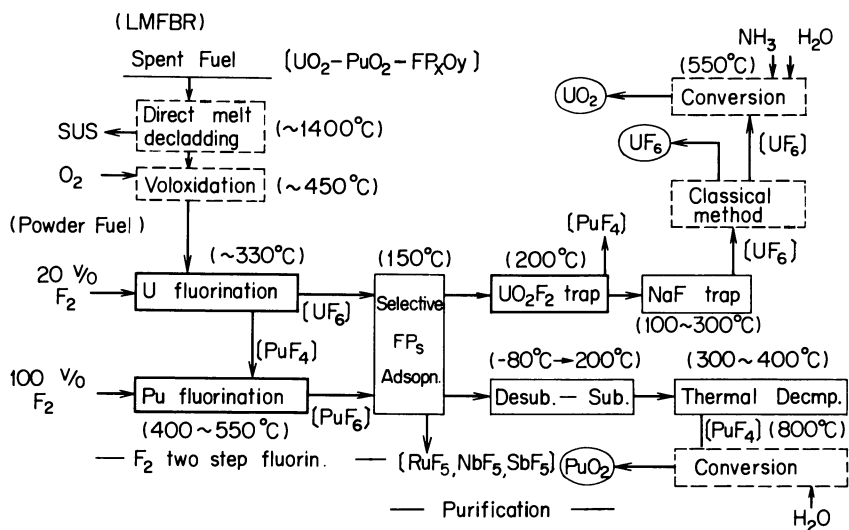 (LMFBR)
Spent Fuel
[UO₂–PuO₂–FPₓOy]
Direct melt
decladding
(~1400°C)
SUS
O₂
Voloxidation
(~450°C)
(Powder Fuel)
(~330°C)
20 v/o
F₂
U fluorination
[UF₆]
[PuF₄]
100 v/o
F₂
Pu fluorination
[PuF₆]
(400~550°C)
— F₂ two step fluorin. —
(150°C)
Selective
FPs
Adsopn.
[RuF₅, NbF₅, SbF₅]
(200°C)
[PuF₄]
UO₂F₂ trap
NaF trap
(100~300°C)
[UF₆]
Classical
method
UF₆
[UF₆]
(550°C)
NH₃
H₂O
Conversion
UO₂
(-80°C→200°C)
Desub. — Sub.
(300~400°C)
Thermal Decmp.
[PuF₄] (800°C)
PuO₂
Conversion
H₂O
— Purification —